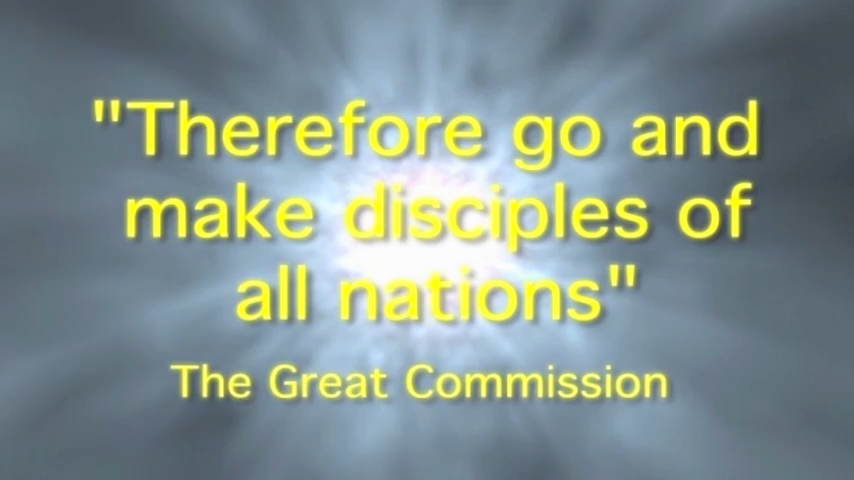 "Therefore go and
make disciples of
all nations"
The Great Commission